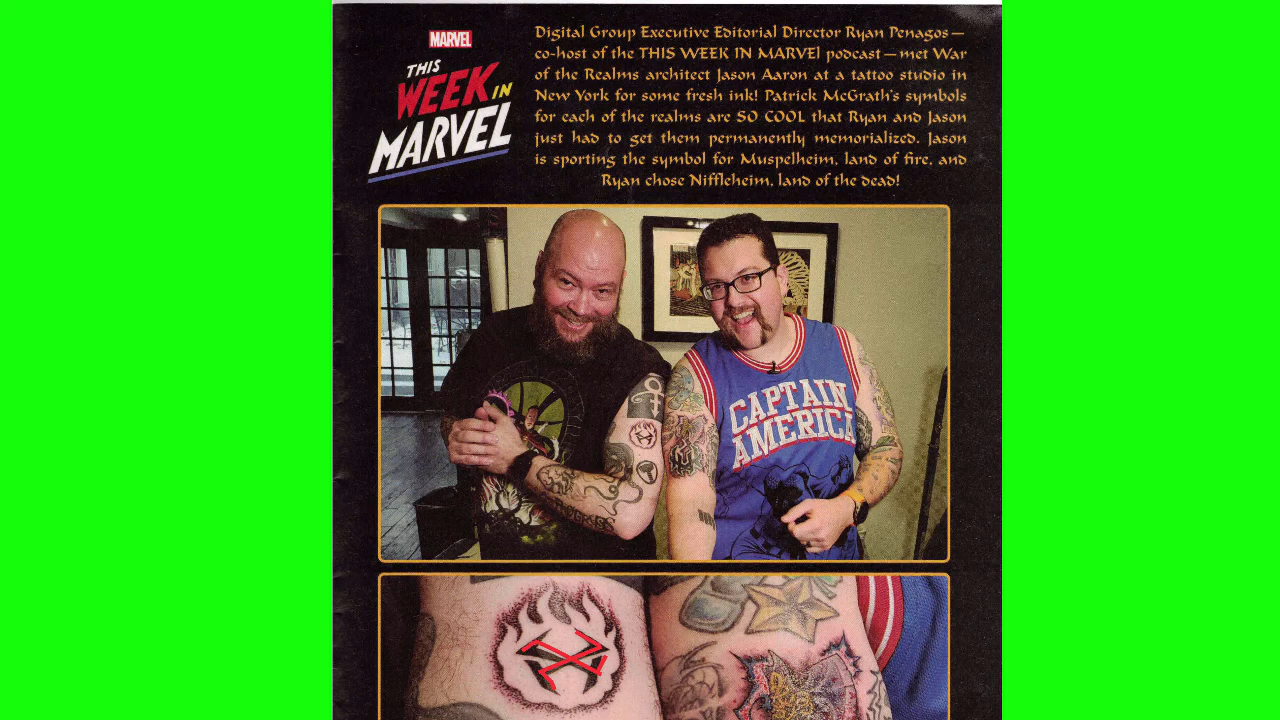 MARVEL
THIS
WEEK IN
MARVEL
Digital Group Executive Editorial Director Ryan Penagos—
co-host of the THIS WEEK IN MARVEl podcast—met War
of the Realms architect Jason Aaron at a tattoo studio in
New York for some fresh ink! Patrick McGrath's symbols
for each of the realms are SO COOL that Ryan and Jason
just had to get them permanently memorialized. Jason
is sporting the symbol for Muspelheim, land of fire, and
Ryan chose Niffleheim, land of the dead!
CAPTAIN
AMERICA